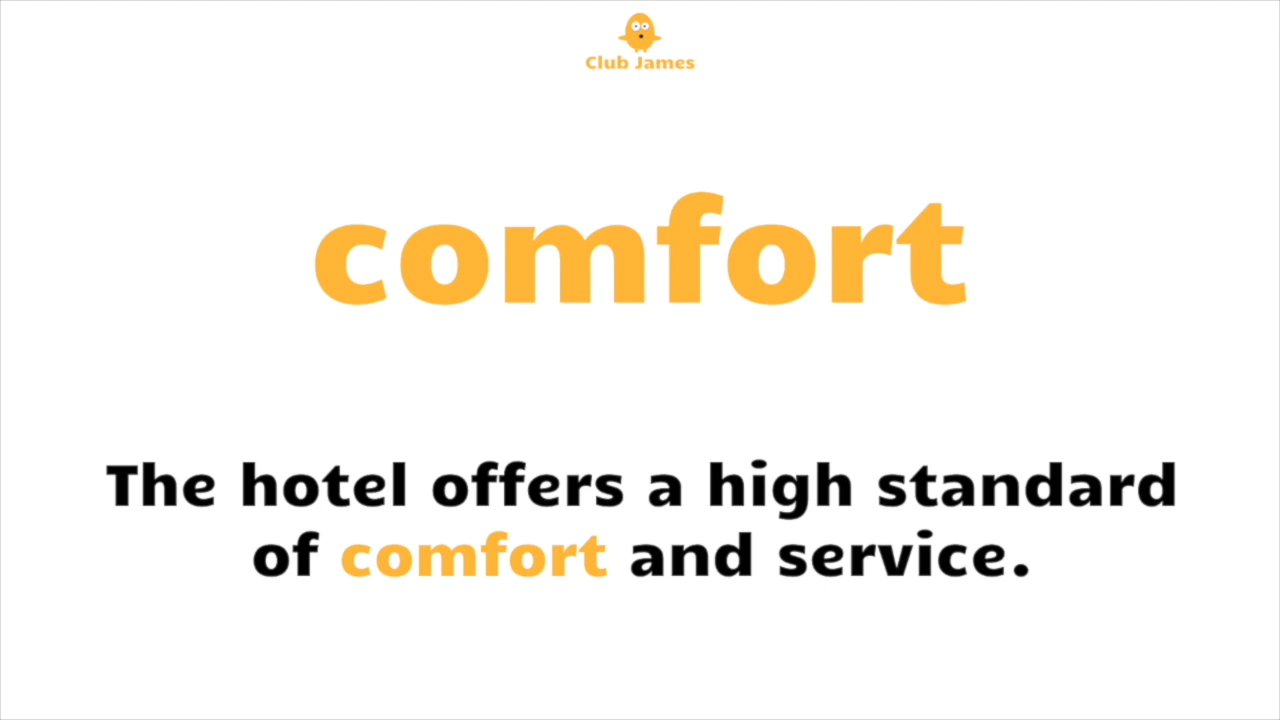 Club James
comfort
The hotel offers a high standard
of comfort and service.